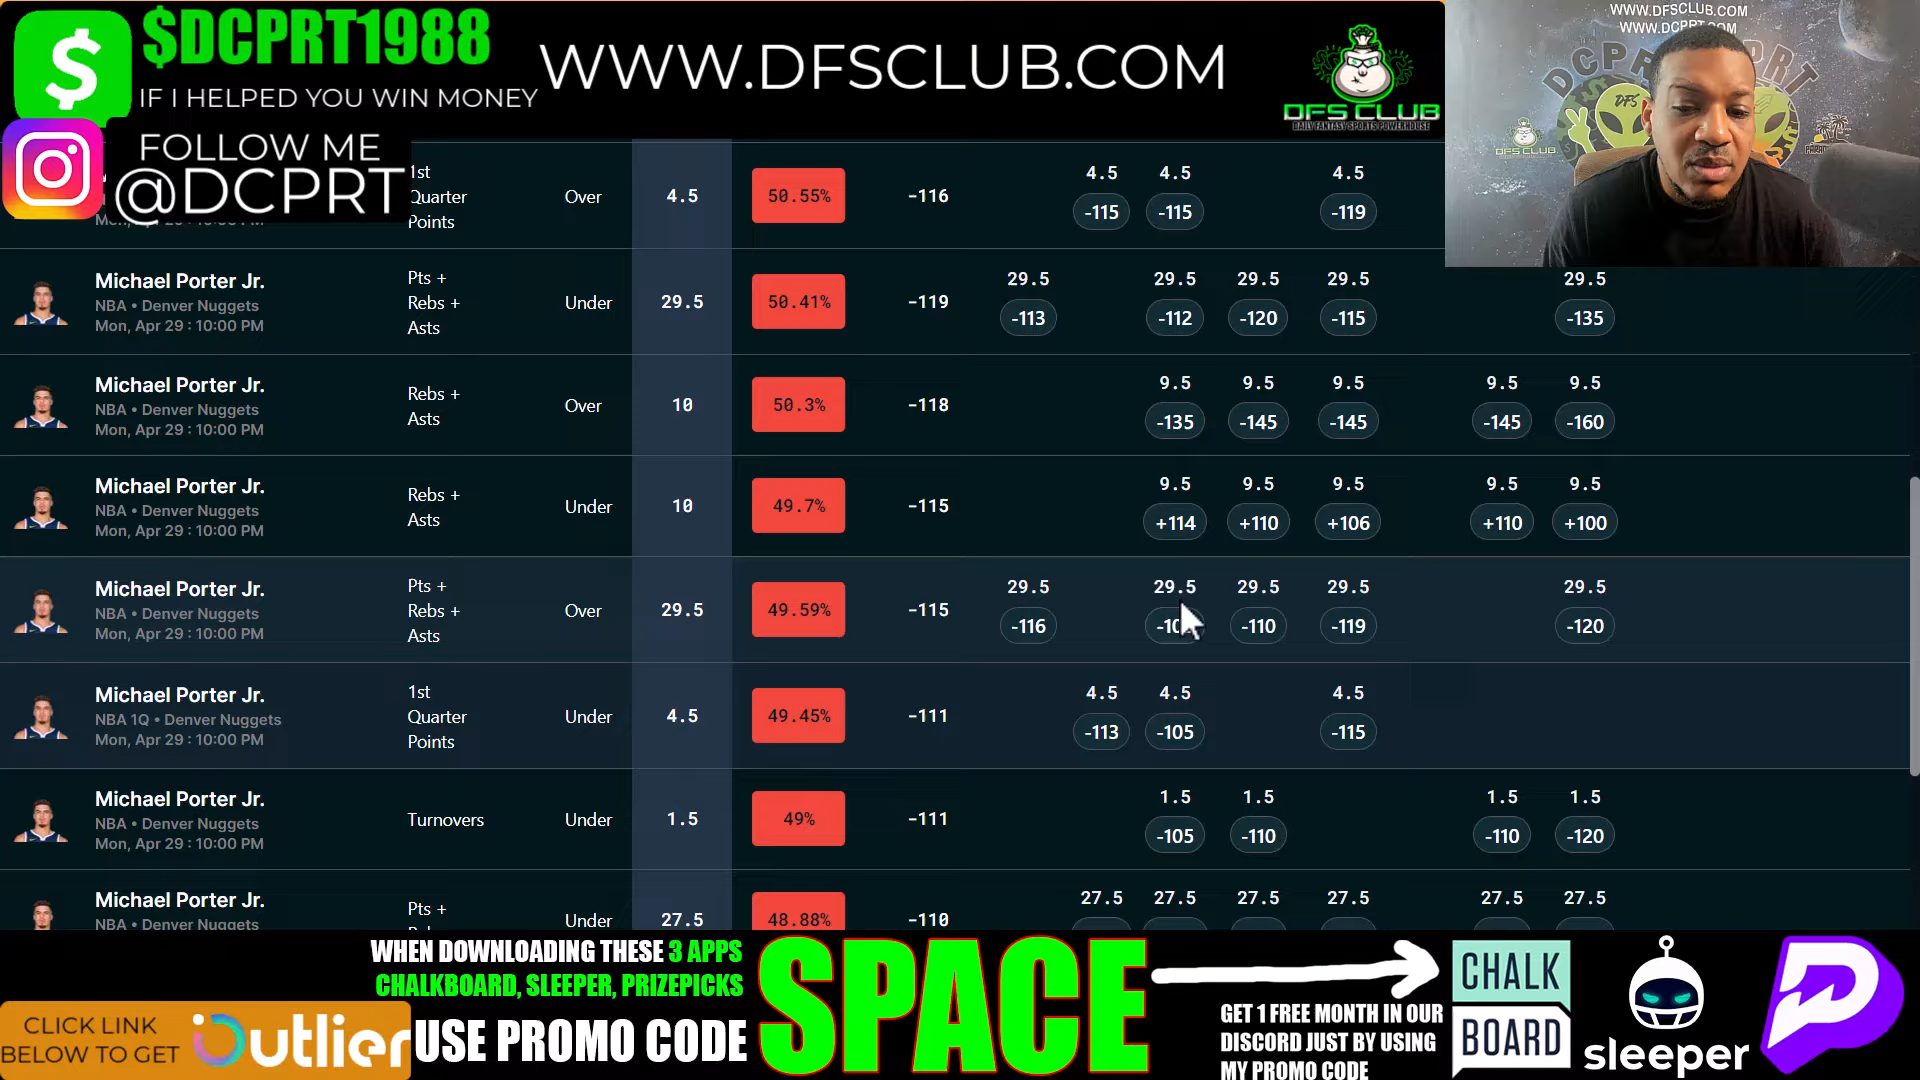 $DCPRT1988
IF I HELPED YOU WIN MONEY
WWW.DFSCLUB.COM
DFS CLUB
DAILY FANTASY SPORTS POWERHOUSE
WWW.DFSCLUB.COM
WWW.DCPRT.COM
DFS
DFS CLUB
FOLLOW ME
@DCPRT
1st Quarter Points Over 4.5 50.55% -116 4.5 -115 4.5 -115 4.5 -119
Michael Porter Jr.
NBA • Denver Nuggets
Mon, Apr 29 : 10:00 PM
Pts + Rebs + Asts Under 29.5 50.41% -119 29.5 -113 29.5 -112 29.5 -120 29.5 -115 29.5 -135
Michael Porter Jr.
NBA • Denver Nuggets
Mon, Apr 29 : 10:00 PM
Rebs + Asts Over 10 50.3% -118 9.5 -135 9.5 -145 9.5 -145 9.5 -145 9.5 -160
Michael Porter Jr.
NBA • Denver Nuggets
Mon, Apr 29 : 10:00 PM
Rebs + Asts Under 10 49.7% -115 9.5 +114 9.5 +110 9.5 +106 9.5 +110 9.5 +100
Michael Porter Jr.
NBA • Denver Nuggets
Mon, Apr 29 : 10:00 PM
Pts + Rebs + Asts Over 29.5 49.59% -115 29.5 -116 29.5 29.5 -110 29.5 -119 29.5 -120
Michael Porter Jr.
NBA 1Q • Denver Nuggets
Mon, Apr 29 : 10:00 PM
1st Quarter Points Under 4.5 49.45% -111 4.5 -113 4.5 -105 4.5 -115
Michael Porter Jr.
NBA • Denver Nuggets
Mon, Apr 29 : 10:00 PM
Turnovers Under 1.5 49% -111 1.5 -105 1.5 -110 1.5 -110 1.5 -120
Michael Porter Jr.
NBA • Denver Nuggets
Pts + Under 27.5 48.88% -110 27.5 27.5 27.5 27.5 27.5 27.5
WHEN DOWNLOADING THESE 3 APPS
CHALKBOARD, SLEEPER, PRIZEPICKS
USE PROMO CODE
SPACE
CLICK LINK
BELOW TO GET
Outlier
GET 1 FREE MONTH IN OUR
DISCORD JUST BY USING
MY PROMO CODE
CHALK
BOARD
sleeper